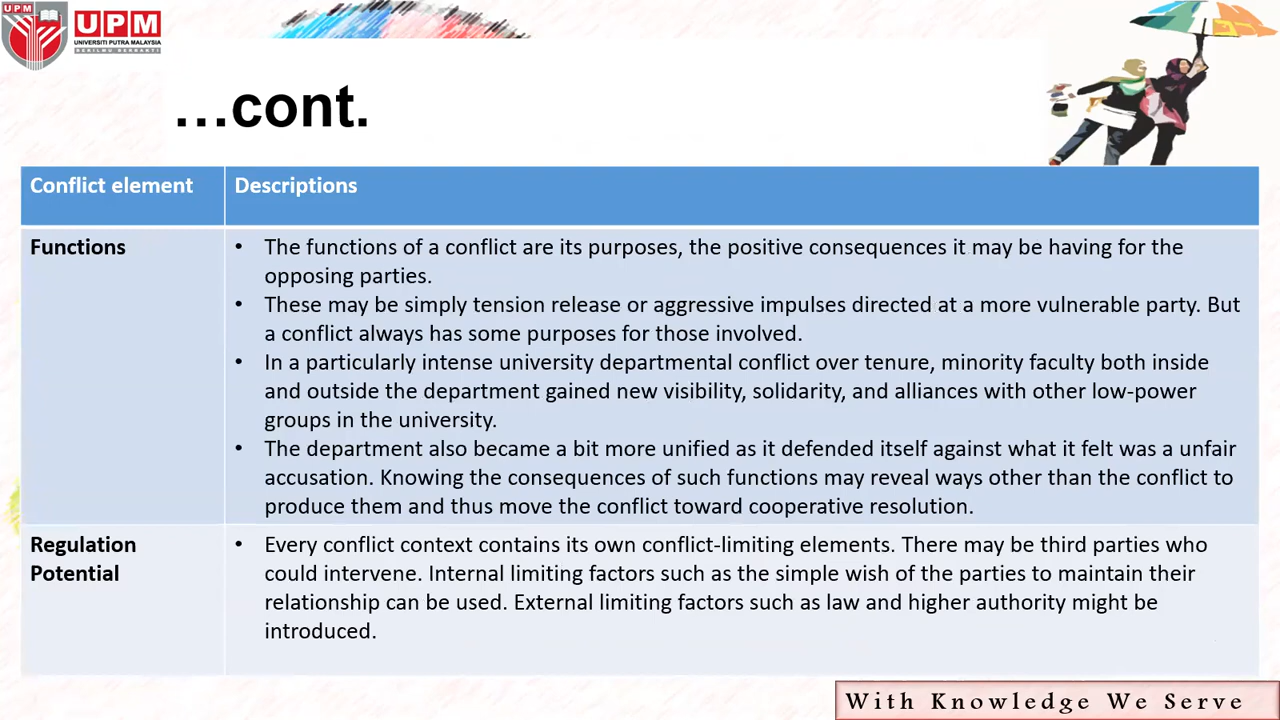 UPM
UPM
UNIVERSITI PUTRA MALAYSIA
BERILMU BERBAKTI
...cont.
Conflict element
Descriptions
Functions
• The functions of a conflict are its purposes, the positive consequences it may be having for the
opposing parties.
• These may be simply tension release or aggressive impulses directed at a more vulnerable party. But
a conflict always has some purposes for those involved.
• In a particularly intense university departmental conflict over tenure, minority faculty both inside
and outside the department gained new visibility, solidarity, and alliances with other low-power
groups in the university.
• The department also became a bit more unified as it defended itself against what it felt was a unfair
accusation. Knowing the consequences of such functions may reveal ways other than the conflict to
produce them and thus move the conflict toward cooperative resolution.
Regulation
Potential
• Every conflict context contains its own conflict-limiting elements. There may be third parties who
could intervene. Internal limiting factors such as the simple wish of the parties to maintain their
relationship can be used. External limiting factors such as law and higher authority might be
introduced.
With Knowledge We Serve